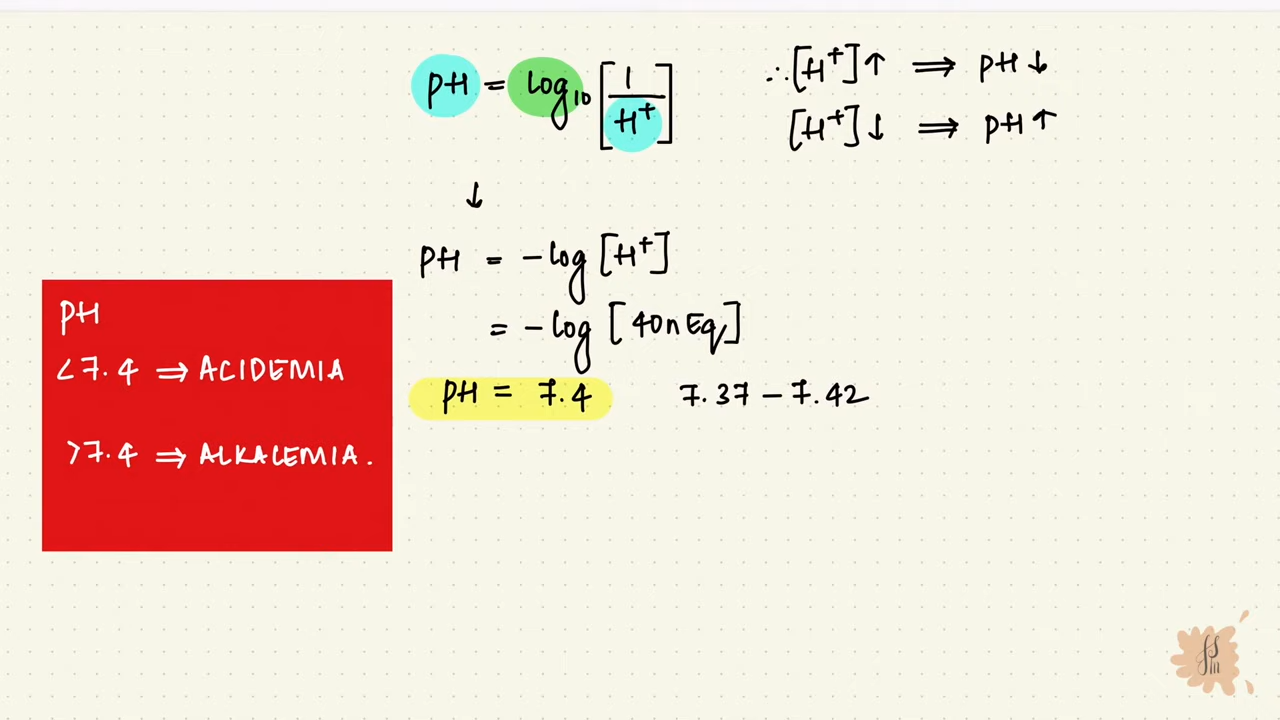 pH = log10 [1/H+]
∴ [H+]↑ ⇒ pH↓
[H+]↓ ⇒ pH↑
↓
pH = -log [H+]
= -log [40nEq]
pH = 7.4    7.37 – 7.42
pH
<7.4 ⇒ ACIDEMIA
>7.4 ⇒ ALKALEMIA.